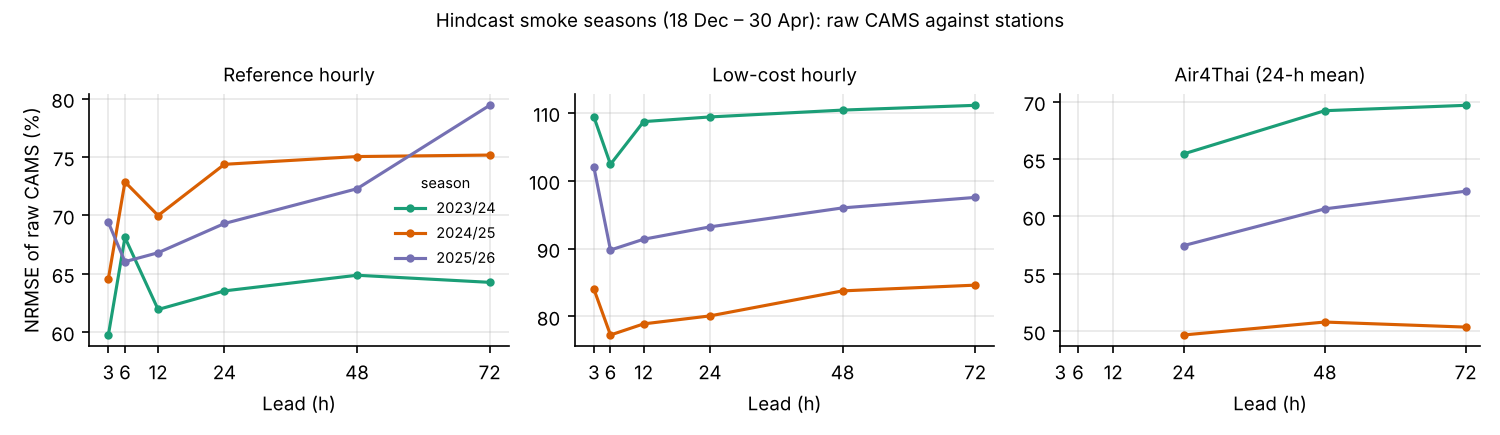 Hindcast smoke seasons (18 Dec – 30 Apr): raw CAMS against stations
Reference hourly
Low-cost hourly
Air4Thai (24-h mean)
NRMSE of raw CAMS (%)
80
75
70
65
60
season
2023/24
2024/25
2025/26
3 6 12 24 48 72
Lead (h)
110
100
90
80
3 6 12 24 48 72
Lead (h)
70
65
60
55
50
3 6 12 24 48 72
Lead (h)